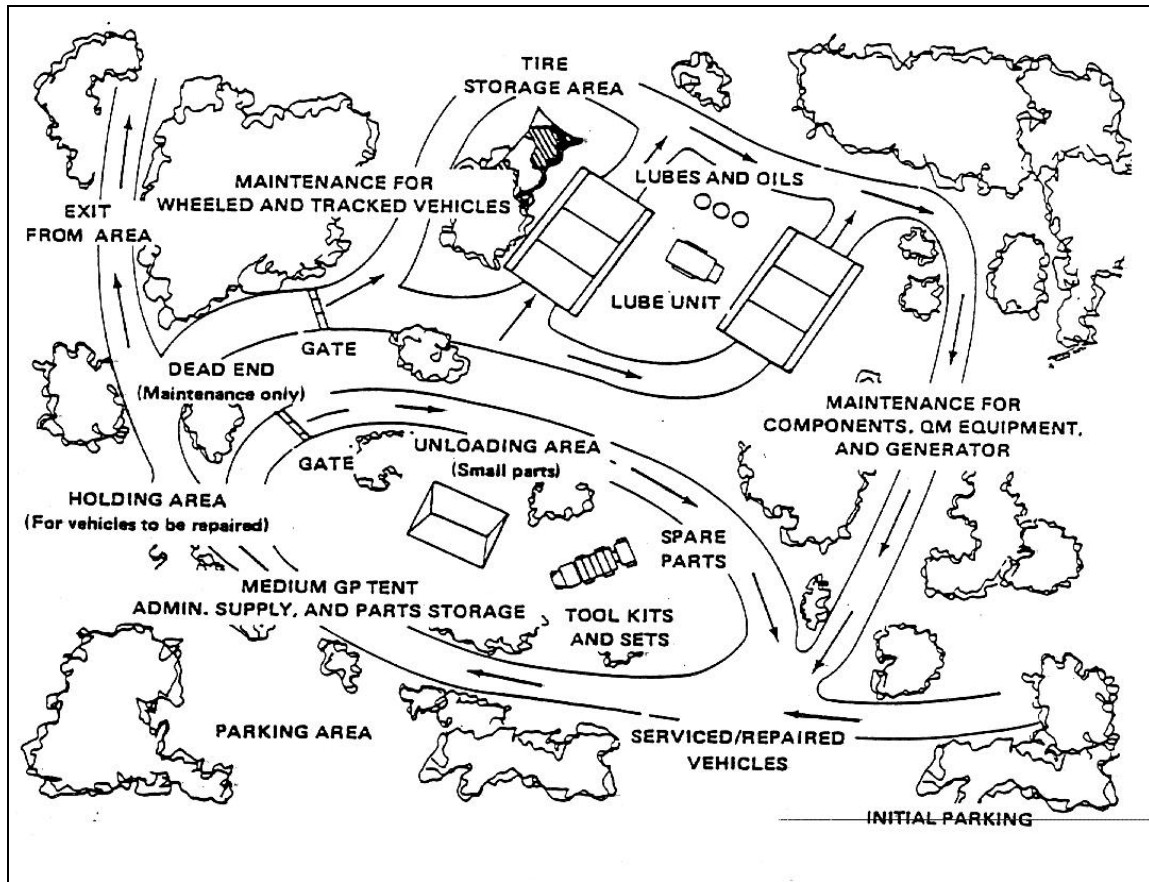 TIRE
STORAGE AREA
MAINTENANCE FOR
WHEELED AND TRACKED VEHICLES
LUBES AND OILS
EXIT
FROM AREA
LUBE UNIT
GATE
DEAD END
(Maintenance only)
MAINTENANCE FOR
COMPONENTS, QM EQUIPMENT,
AND GENERATOR
UNLOADING AREA
(Small parts)
GATE
HOLDING AREA
(For vehicles to be repaired)
SPARE
PARTS
MEDIUM GP TENT
ADMIN. SUPPLY, AND PARTS STORAGE
TOOL KITS
AND SETS
PARKING AREA
SERVICED/REPAIRED
VEHICLES
INITIAL PARKING